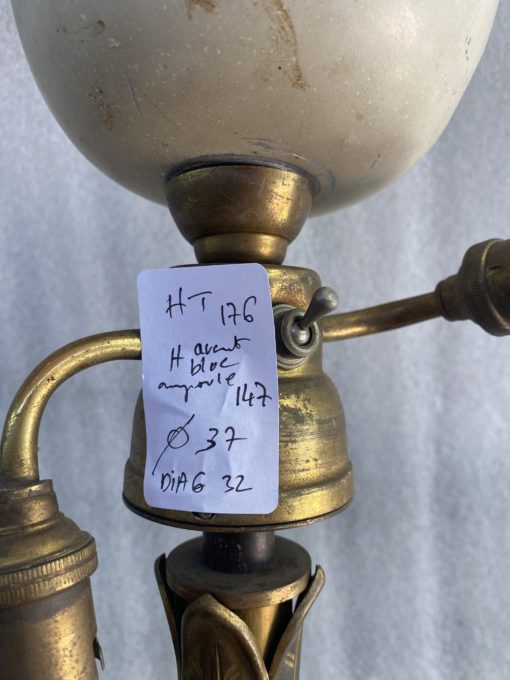 HT 176
H avant
bloc
ampoule
147
ø 37
DiAG 32